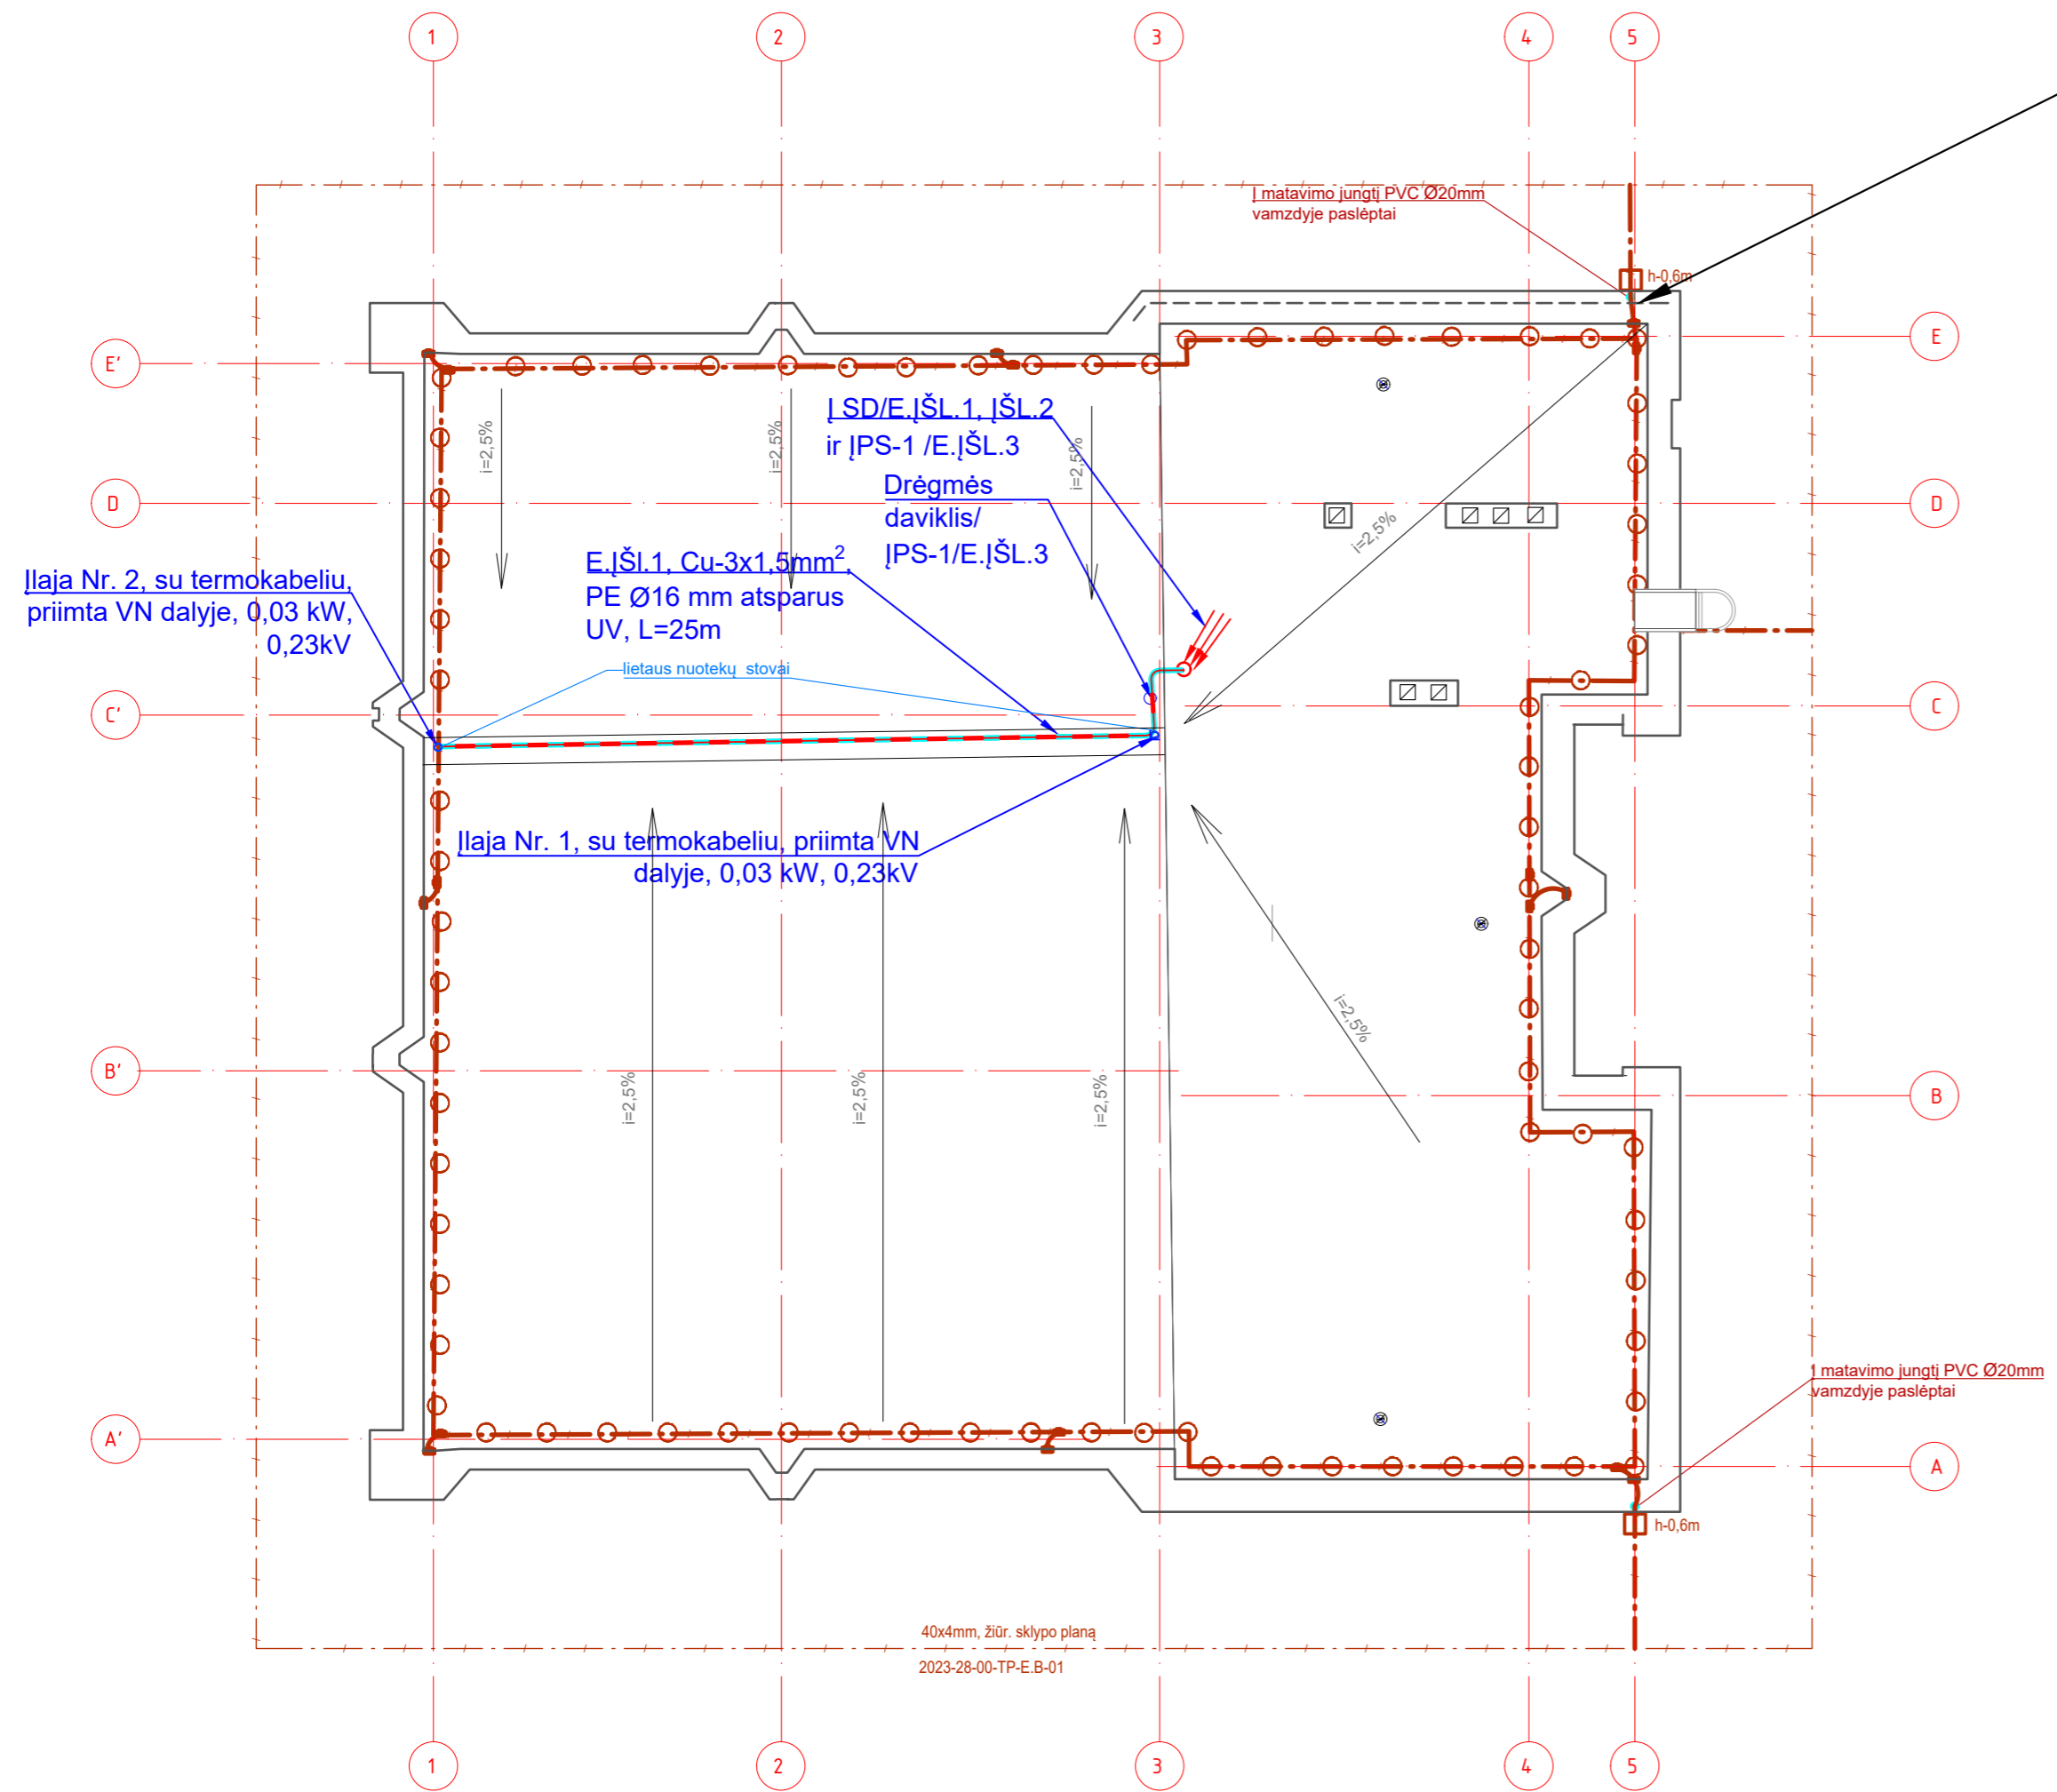 1
2
3
4
5
Į matavimo jungtį PVC Ø20mm
vamzdyje paslėptai
h-0,6m
E'
E
i=2,5%
i=2,5%
i=2,5%
Į SD/E.ĮŠL.1, ĮŠL.2
ir ĮPS-1 /E.ĮŠL.3
Drėgmės
daviklis/
ĮPS-1/E.ĮŠL.3
D
D
i=2,5%
E.ĮŠl.1, Cu-3x1,5mm²,
PE Ø16 mm atsparus
UV, L=25m
Įlaja Nr. 2, su termokabeliu,
priimta VN dalyje, 0,03 kW,
0,23kV
lietaus nuotekų stovai
C'
C
Įlaja Nr. 1, su termokabeliu, priimta VN
dalyje, 0,03 kW, 0,23kV
i=2,5%
B'
B
i=2,5%
i=2,5%
i=2,5%
Į matavimo jungtį PVC Ø20mm
vamzdyje paslėptai
A'
A
h-0,6m
40x4mm, žiūr. sklypo planą
2023-28-00-TP-E.B-01
1
2
3
4
5